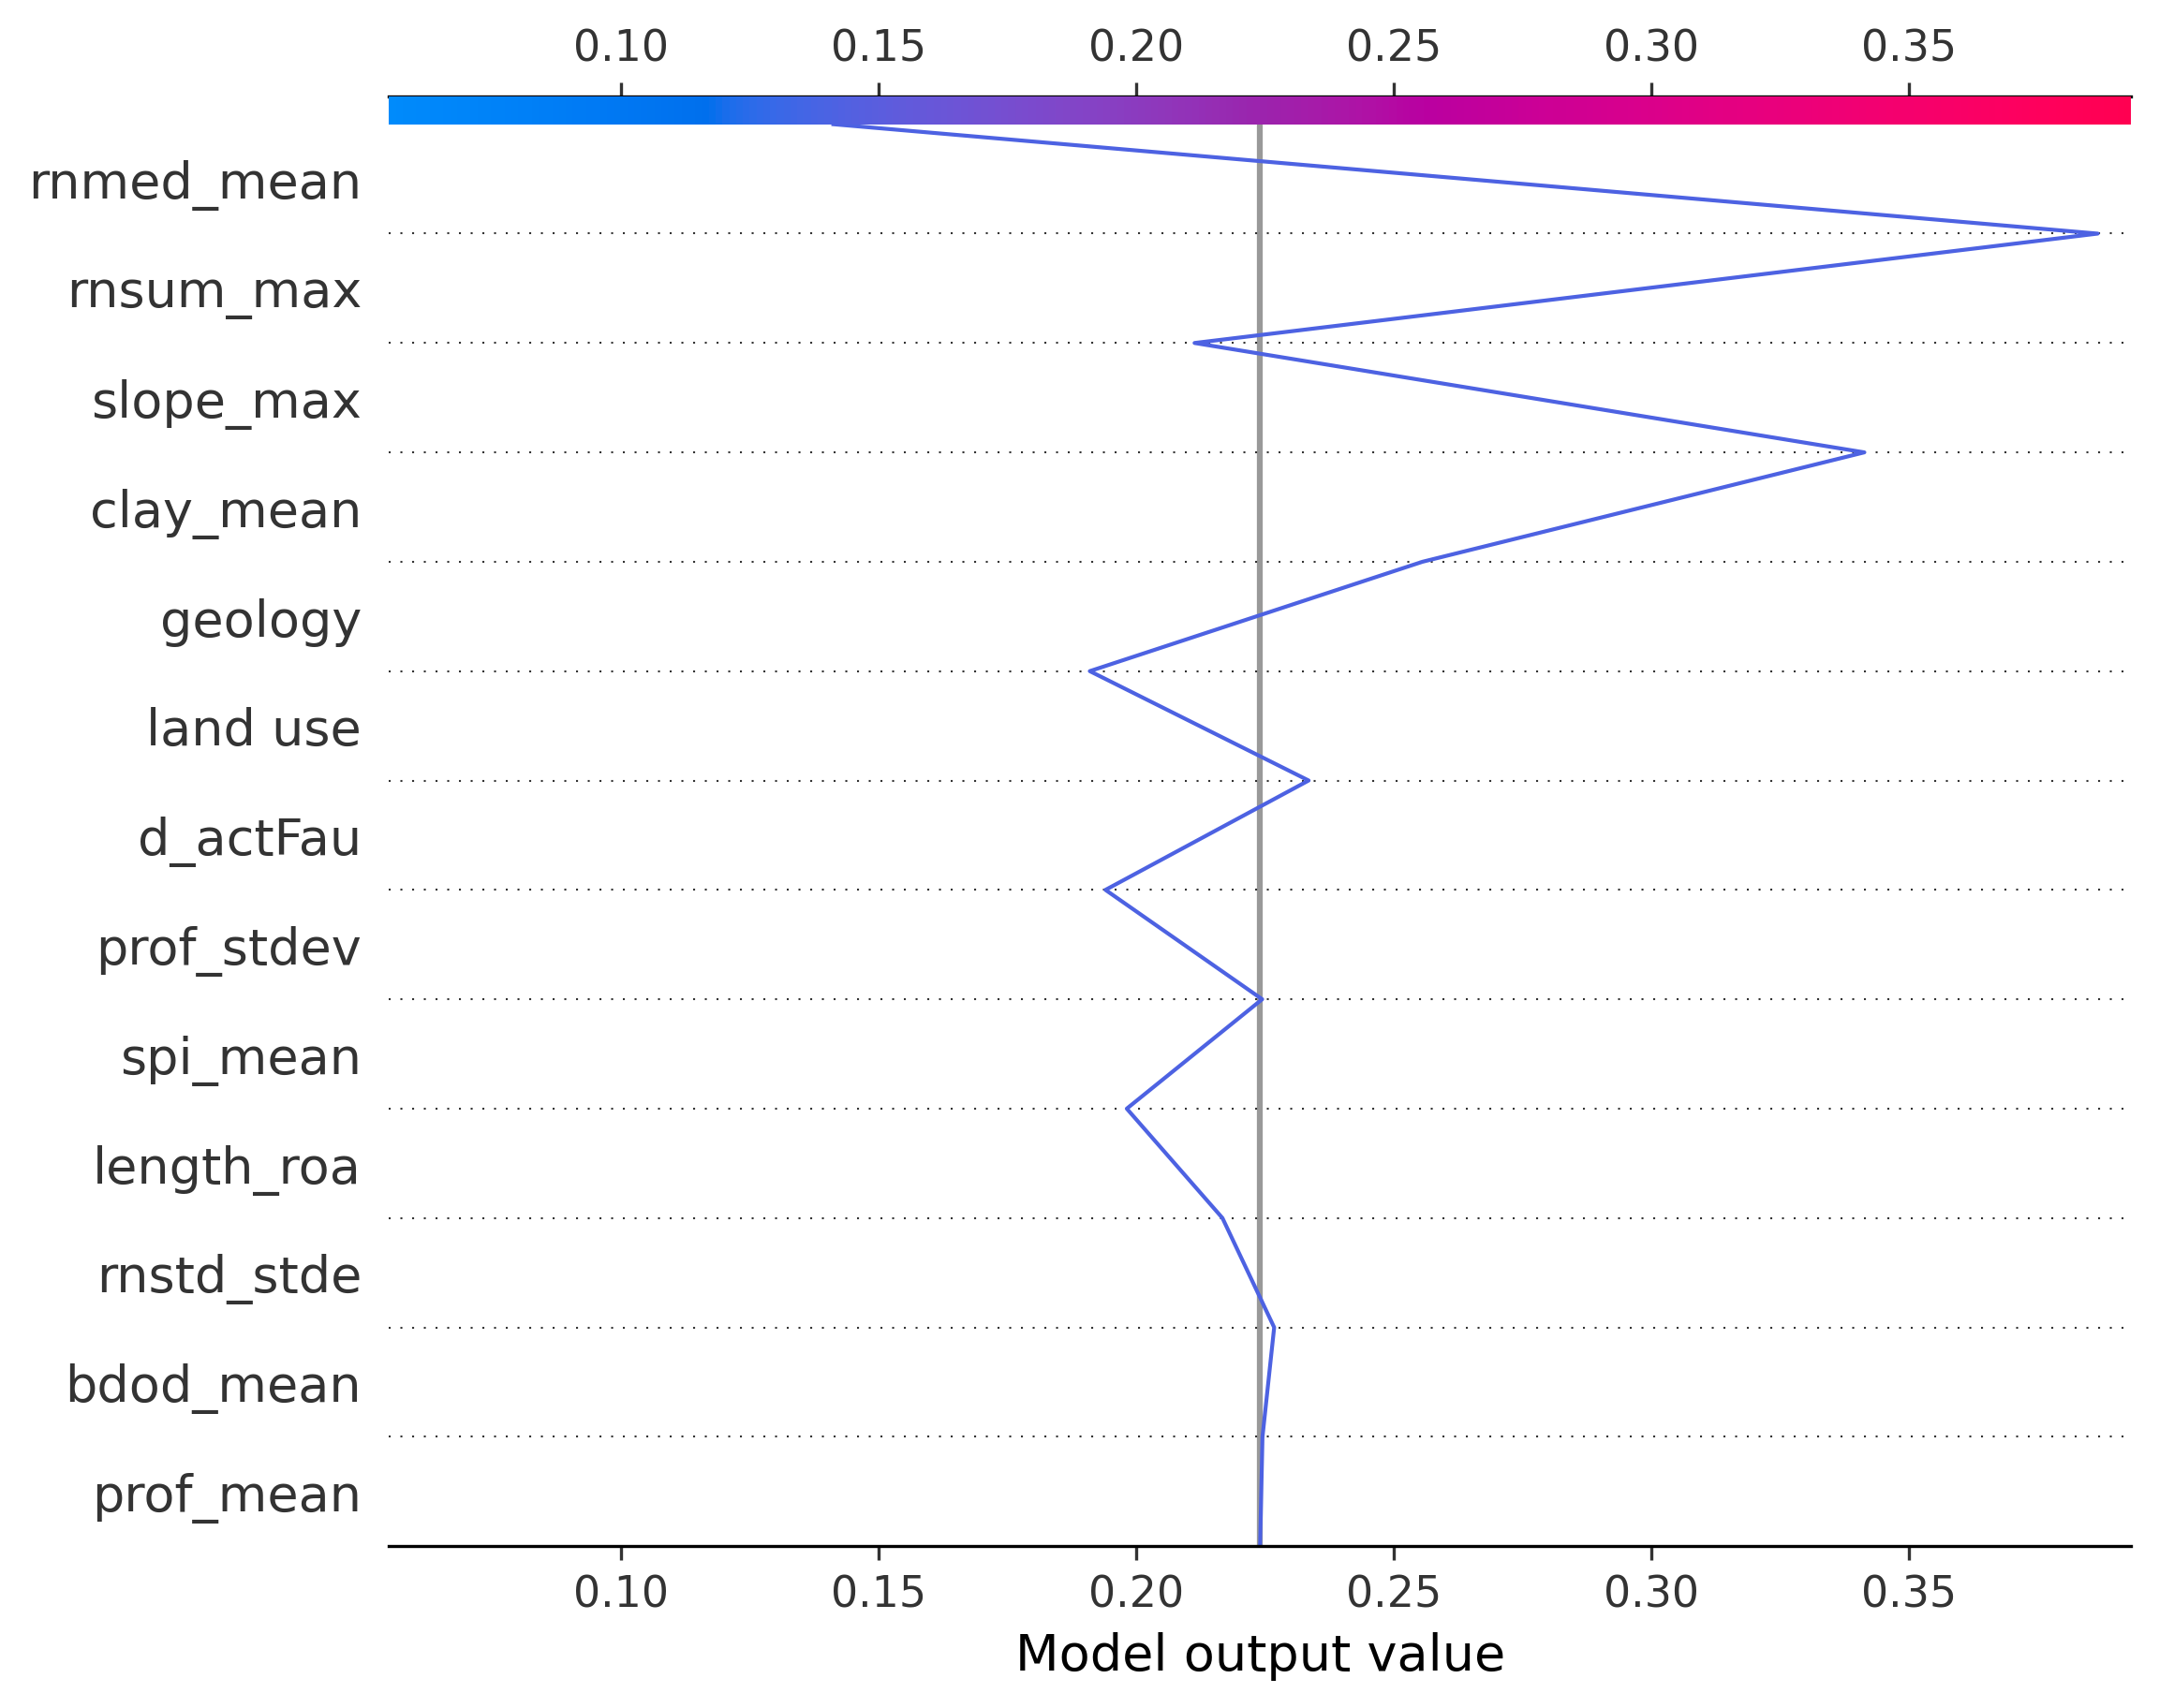 0.10 0.15 0.20 0.25 0.30 0.35
rnmed_mean
rnsum_max
slope_max
clay_mean
geology
land use
d_actFau
prof_stdev
spi_mean
length_roa
rnstd_stde
bdod_mean
prof_mean
0.10 0.15 0.20 0.25 0.30 0.35
Model output value